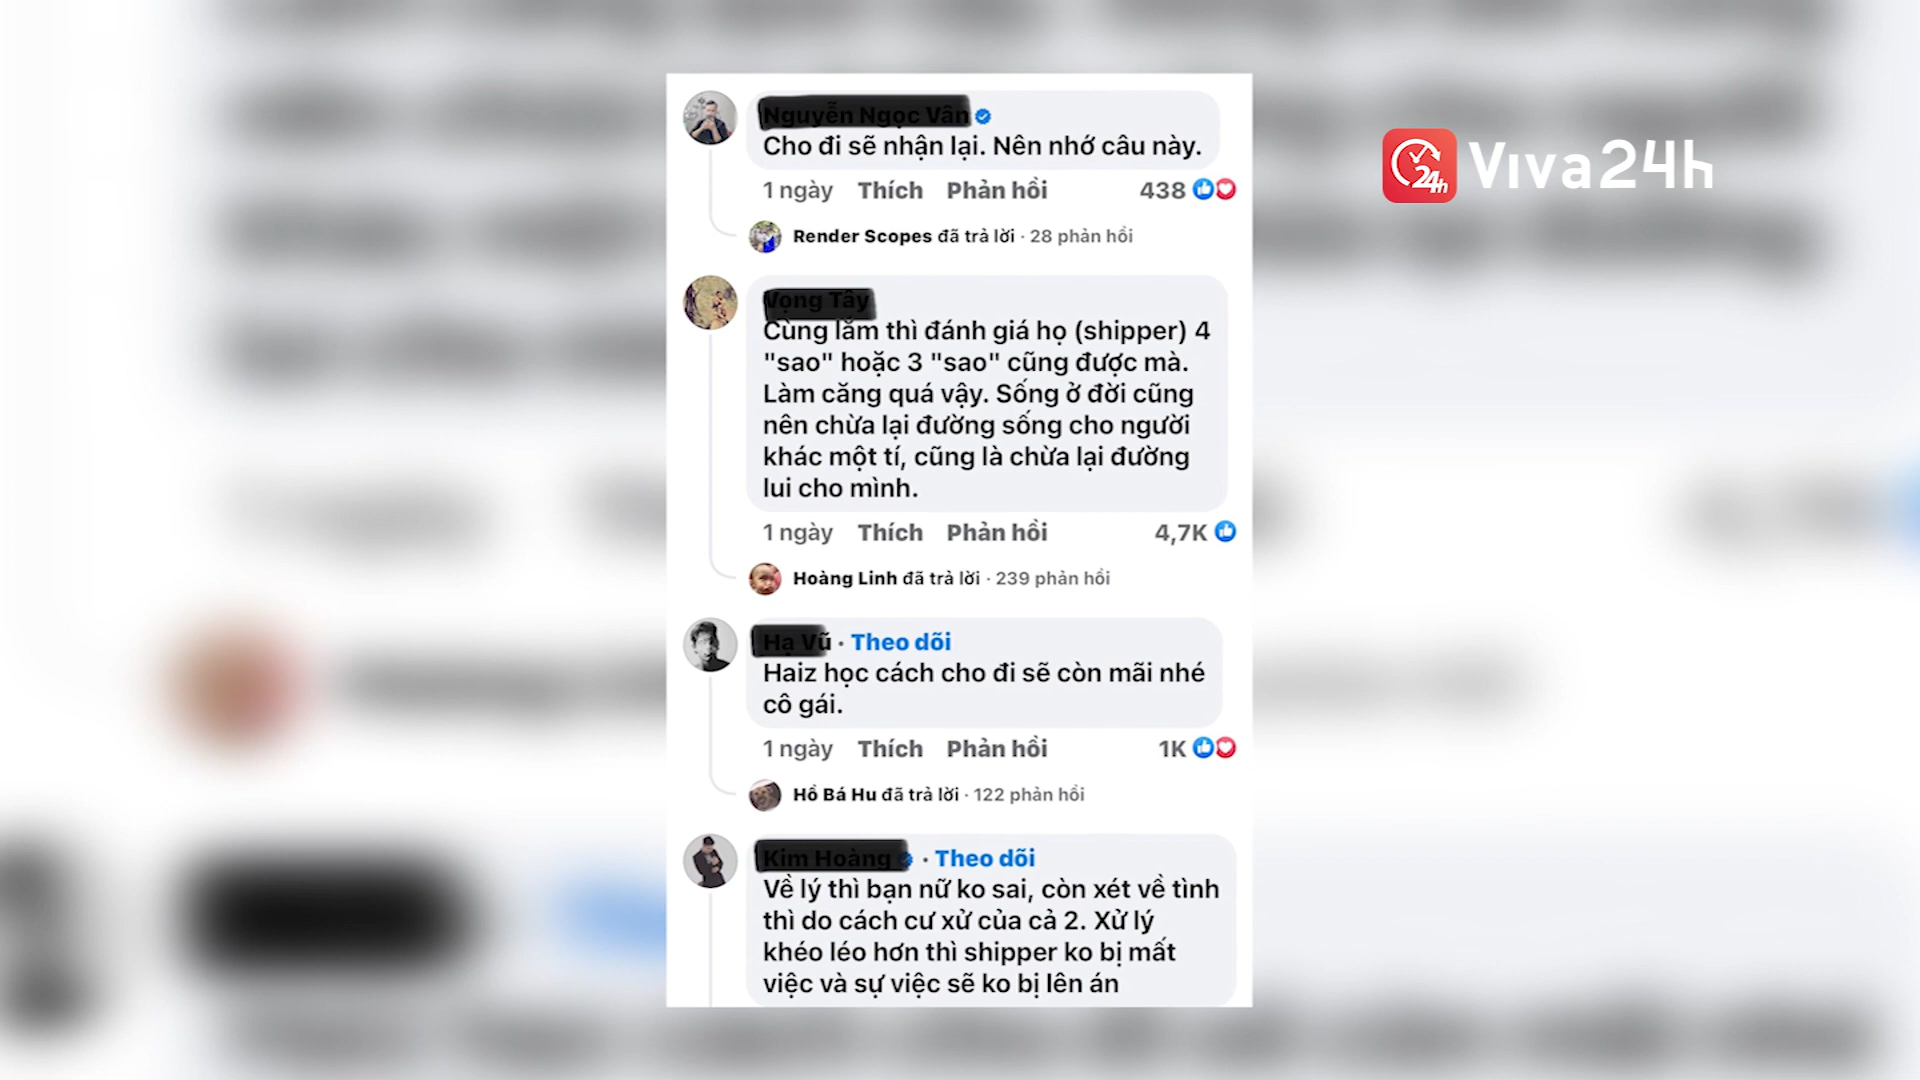 Nguyễn Ngọc Vân
Cho đi sẽ nhận lại. Nên nhớ câu này.
1 ngày Thích Phản hồi 438
Render Scopes đã trả lời · 28 phản hồi
Vọng Tây
Cùng lắm thì đánh giá họ (shipper) 4
"sao" hoặc 3 "sao" cũng được mà.
Làm căng quá vậy. Sống ở đời cũng
nên chừa lại đường sống cho người
khác một tí, cũng là chừa lại đường
lui cho mình.
1 ngày Thích Phản hồi 4,7K
Hoàng Linh đã trả lời · 239 phản hồi
Hạ Vũ · Theo dõi
Haiz học cách cho đi sẽ còn mãi nhé
cô gái.
1 ngày Thích Phản hồi 1K
Hồ Bá Hu đã trả lời · 122 phản hồi
Kim Hoàng · Theo dõi
Về lý thì bạn nữ ko sai, còn xét về tình
thì do cách cư xử của cả 2. Xử lý
khéo léo hơn thì shipper ko bị mất
việc và sự việc sẽ ko bị lên án
24h Viva24h